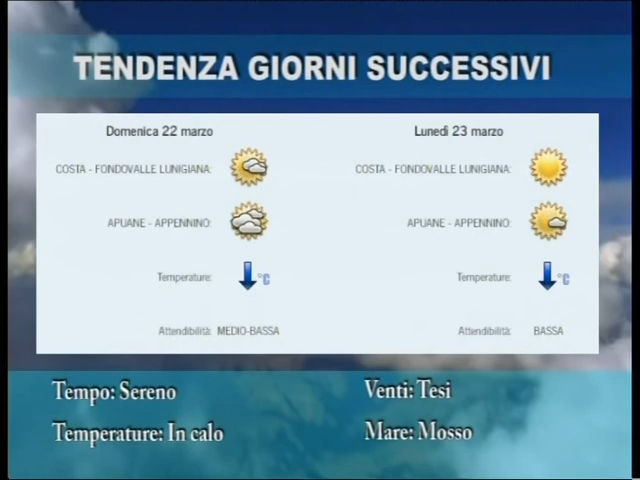 TENDENZA GIORNI SUCCESSIVI
Domenica 22 marzo
COSTA - FONDOVALLE LUNIGIANA:
APUANE - APPENNINO:
Temperature: °C
Attendibilità: MEDIO-BASSA
Lunedì 23 marzo
COSTA - FONDOVALLE LUNIGIANA:
APUANE - APPENNINO:
Temperature: °C
Attendibilità: BASSA
Tempo: Sereno
Temperature: In calo
Venti: Tesi
Mare: Mosso